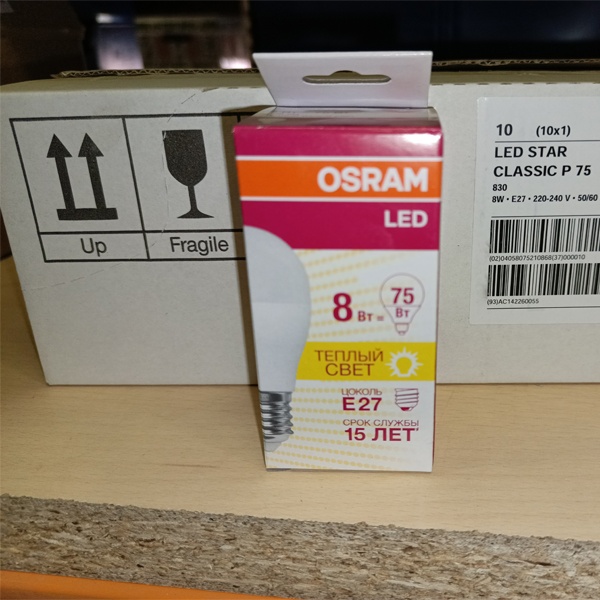 Up
Fragile
OSRAM
LED
8 Вт =
75
Вт
ТЕПЛЫЙ
СВЕТ
ЦОКОЛЬ
E27
СРОК СЛУЖБЫ
15 ЛЕТ*
10 (10x1)
LED STAR
CLASSIC P 75
830
8W • E27 • 220-240 V • 50/60
(02)04058075210868(37)000010
(93)AC142260055